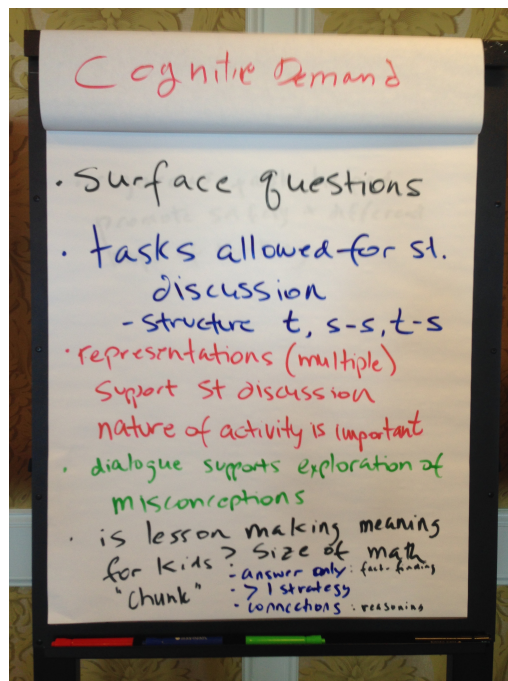 Cognitive Demand
· Surface questions
· tasks allowed for st.
discussion
- structure t, s-s, t-s
· representations (multiple)
support st discussion
nature of activity is important
· dialogue supports exploration of
misconceptions
· is lesson making meaning
for kids > Size of math
"Chunk"
- answer only : fact-finding
- > 1 strategy
- connections : reasoning